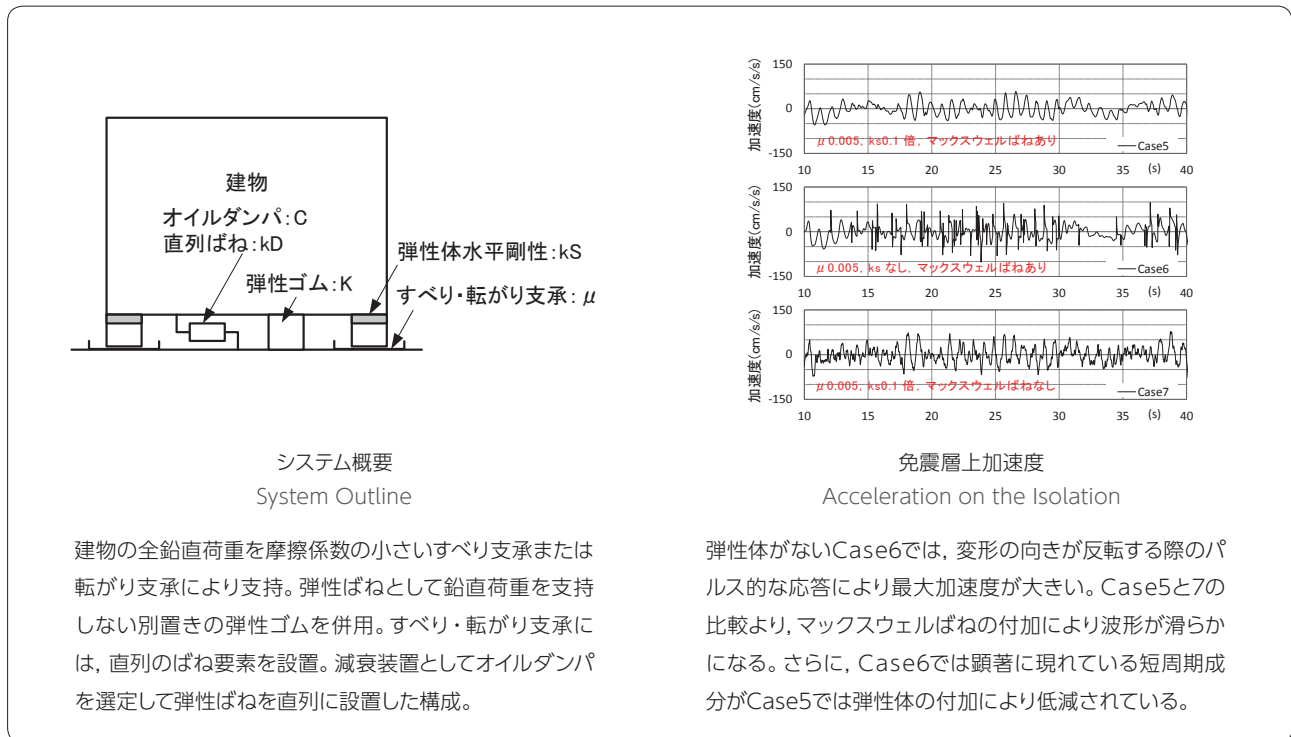 建物
オイルダンパ:C
直列ばね:kD
弾性ゴム:K
弾性体水平剛性:kS
すべり・転がり支承:μ
システム概要
System Outline
建物の全鉛直荷重を摩擦係数の小さいすべり支承または
転がり支承により支持。弾性ばねとして鉛直荷重を支持
しない別置きの弾性ゴムを併用。すべり・転がり支承に
は, 直列のばね要素を設置。減衰装置としてオイルダンパ
を選定して弾性ばねを直列に設置した構成。
加速度(cm/s/s)
150
0
-150
μ0.005, ks0.1 倍, マックスウェルばねあり
Case5
10 15 20 25 30 35 (s) 40
加速度(cm/s/s)
150
0
-150
μ0.005, ks なし, マックスウェルばねあり
Case6
10 15 20 25 30 35 (s) 40
加速度(cm/s/s)
150
0
-150
μ0.005, ks0.1 倍, マックスウェルばねなし
Case7
10 15 20 25 30 35 (s) 40
免震層上加速度
Acceleration on the Isolation
弾性体がないCase6では, 変形の向きが反転する際のパ
ルス的な応答により最大加速度が大きい。Case5と7の
比較より, マックスウェルばねの付加により波形が滑らか
になる。さらに, Case6では顕著に現れている短周期成
分がCase5では弾性体の付加により低減されている。